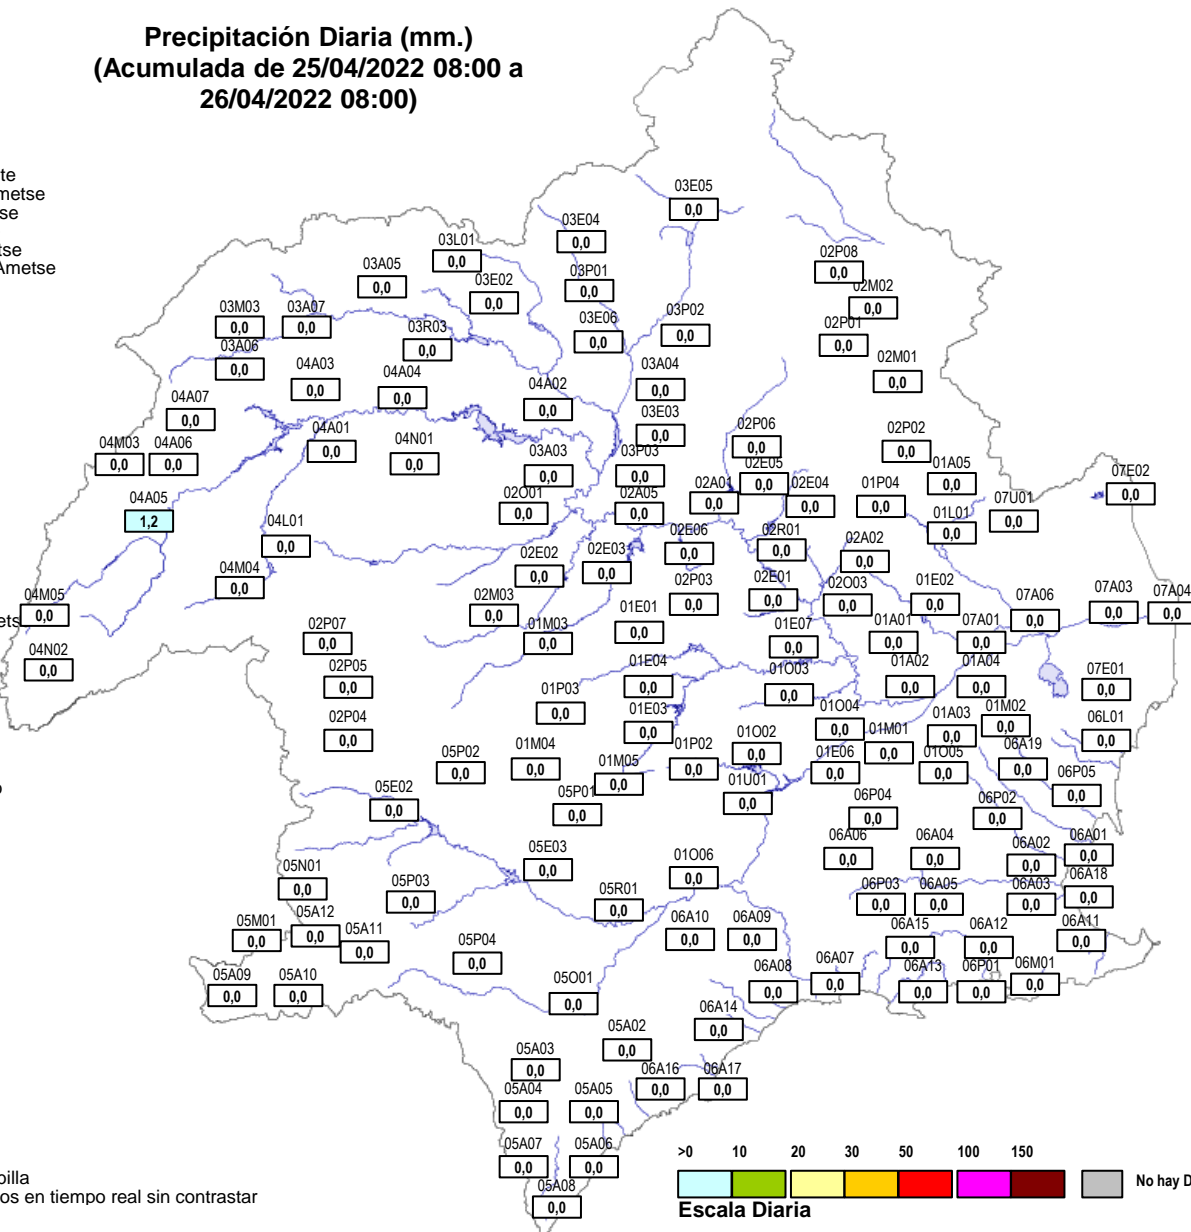 Precipitación Diaria (mm.)
(Acumulada de 25/04/2022 08:00 a
26/04/2022 08:00)
te
metse
se
tse
Ametse
03E05
0,0
03E04
0,0
03L01
0,0
02P08
0,0
03A05
0,0
03E02
0,0
03P01
0,0
02M02
0,0
03M03
0,0
03A07
0,0
03R03
0,0
03E06
0,0
03P02
0,0
02P01
0,0
03A06
0,0
04A03
0,0
04A04
0,0
04A02
0,0
03A04
0,0
02M01
0,0
04A07
0,0
03E03
0,0
04M03
0,0
04A06
0,0
04A01
0,0
04N01
0,0
03A03
0,0
03P03
0,0
02P06
0,0
02P02
0,0
02E05
0,0
01A05
0,0
07E02
0,0
04A05
1,2
02O01
0,0
02A05
0,0
02A01
0,0
02E04
0,0
01P04
0,0
07U01
0,0
04L01
0,0
01L01
0,0
02E06
0,0
02R01
0,0
02A02
0,0
02E02
0,0
02E03
0,0
04M04
0,0
04M05
0,0
ets
02M03
0,0
02P03
0,0
02E01
0,0
02O03
0,0
01E02
0,0
07A06
0,0
07A03
0,0
07A04
0,0
04N02
0,0
02P07
0,0
01M03
0,0
01E01
0,0
01E07
0,0
01A01
0,0
07A01
0,0
02P05
0,0
01E04
0,0
01O03
0,0
01A02
0,0
01A04
0,0
07E01
0,0
01P03
0,0
02P04
0,0
01E03
0,0
01O04
0,0
01M01
0,0
01A03
0,0
01M02
0,0
06L01
0,0
05P02
0,0
01M04
0,0
01M05
0,0
01P02
0,0
01O02
0,0
01E06
0,0
01O05
0,0
06A19
0,0
06P05
0,0
05E02
0,0
05P01
0,0
01U01
0,0
06P04
0,0
06P02
0,0
05E03
0,0
01O06
0,0
06A06
0,0
06A04
0,0
06A02
0,0
06A01
0,0
05N01
0,0
05P03
0,0
05R01
0,0
06P03
0,0
06A05
0,0
06A03
0,0
06A18
0,0
05M01
0,0
05A12
0,0
05A11
0,0
05P04
0,0
06A10
0,0
06A09
0,0
06A15
0,0
06A12
0,0
06A11
0,0
05A09
0,0
05A10
0,0
05O01
0,0
06A08
0,0
06A07
0,0
06A13
0,0
06P01
0,0
06M01
0,0
06A14
0,0
05A02
0,0
05A03
0,0
06A16
0,0
06A17
0,0
05A04
0,0
05A05
0,0
05A07
0,0
05A06
0,0
05A08
0,0
>0 10 20 30 50 100 150
No hay D
Escala Diaria
os en tiempo real sin contrastar